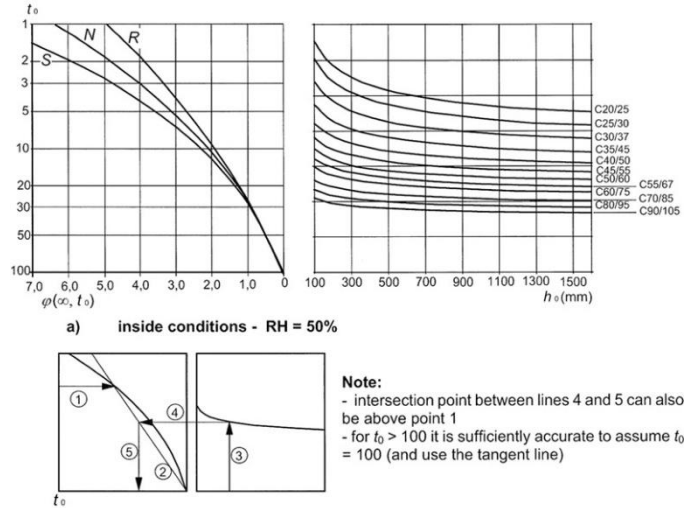 t₀
1
2
3
5
10
20
30
50
100
S
N
R
7,0
6,0
5,0
4,0
3,0
2,0
1,0
0
φ(∞, t₀)
C20/25
C25/30
C30/37
C35/45
C40/50
C45/55
C50/60
C55/67
C60/75
C70/85
C80/95
C90/105
100 300 500 700 900 1100 1300 1500
h₀(mm)
a) inside conditions - RH = 50%
1
2
5
t₀
4
3
Note:
- intersection point between lines 4 and 5 can also
be above point 1
- for t₀ > 100 it is sufficiently accurate to assume t₀
= 100 (and use the tangent line)